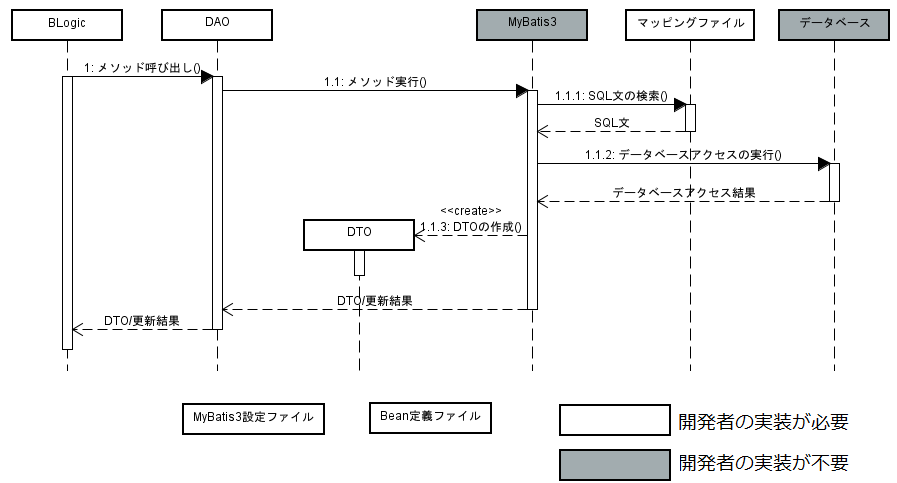 BLogic
DAO
MyBatis3
マッピングファイル
データベース
1: メソッド呼び出し()
1.1: メソッド実行()
1.1.1: SQL文の検索()
SQL文
1.1.2: データベースアクセスの実行()
データベースアクセス結果
<<create>>
1.1.3: DTOの作成()
DTO
DTO/更新結果
DTO/更新結果
MyBatis3設定ファイル
Bean定義ファイル
開発者の実装が必要
開発者の実装が不要